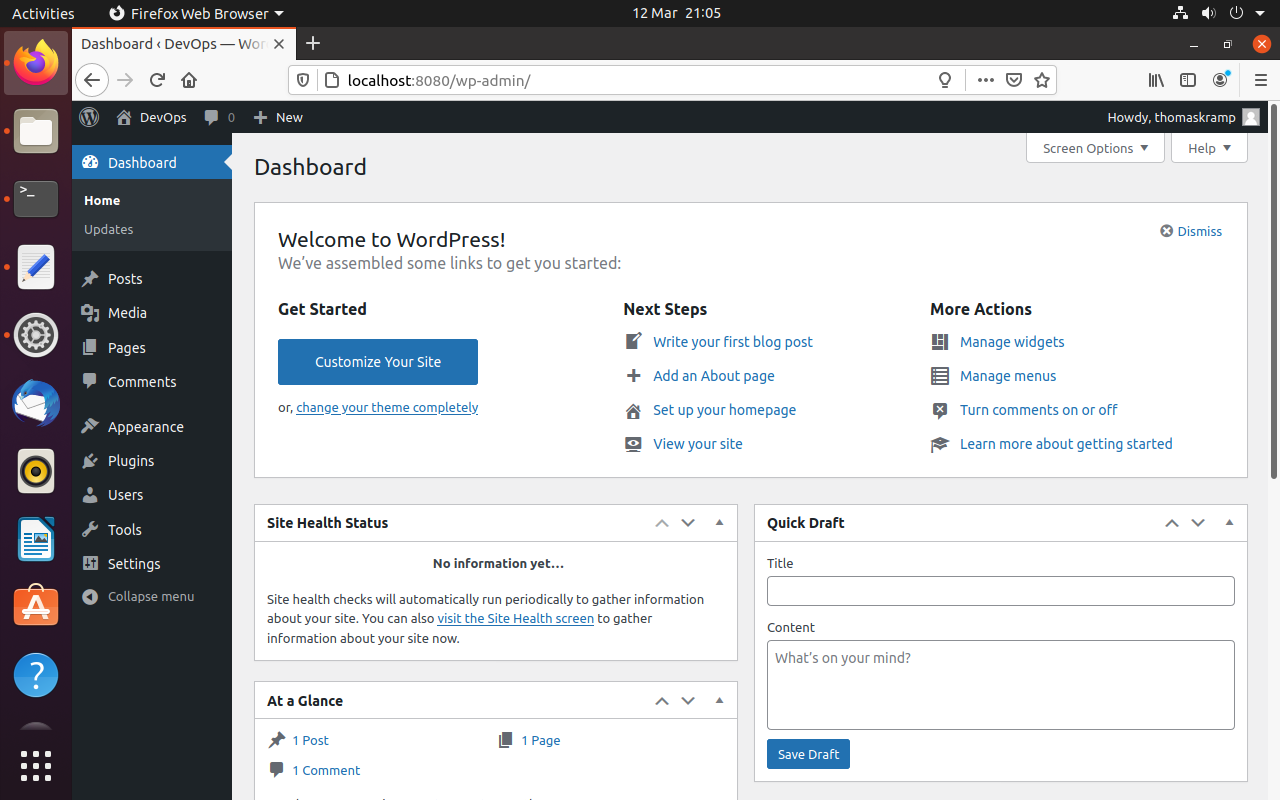 Activities
Firefox Web Browser
12 Mar 21:05
Dashboard ‹ DevOps — Wor
localhost:8080/wp-admin/
DevOps
0
New
Howdy, thomaskramp
Dashboard
Home
Updates
Posts
Media
Pages
Comments
Appearance
Plugins
Users
Tools
Settings
Collapse menu
Screen Options
Help
Dashboard
Welcome to WordPress!
We’ve assembled some links to get you started:
Dismiss
Get Started
Customize Your Site
or, change your theme completely
Next Steps
Write your first blog post
Add an About page
Set up your homepage
View your site
More Actions
Manage widgets
Manage menus
Turn comments on or off
Learn more about getting started
Site Health Status
No information yet…
Site health checks will automatically run periodically to gather information
about your site. You can also visit the Site Health screen to gather
information about your site now.
At a Glance
1 Post
1 Page
1 Comment
Quick Draft
Title
Content
What’s on your mind?
Save Draft